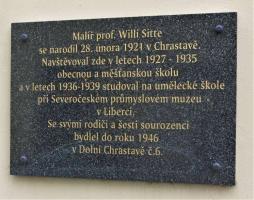 Malíř prof. Willi Sitte
se narodil 28. února 1921 v Chrastavě.
Navštěvoval zde v letech 1927 - 1935
obecnou a měšťanskou školu
a v letech 1936-1939 studoval na umělecké škole
při Severočeském průmyslovém muzeu
v Liberci.
Se svými rodiči a šesti sourozenci
bydlel do roku 1946
v Dolní Chrastavě č.6.